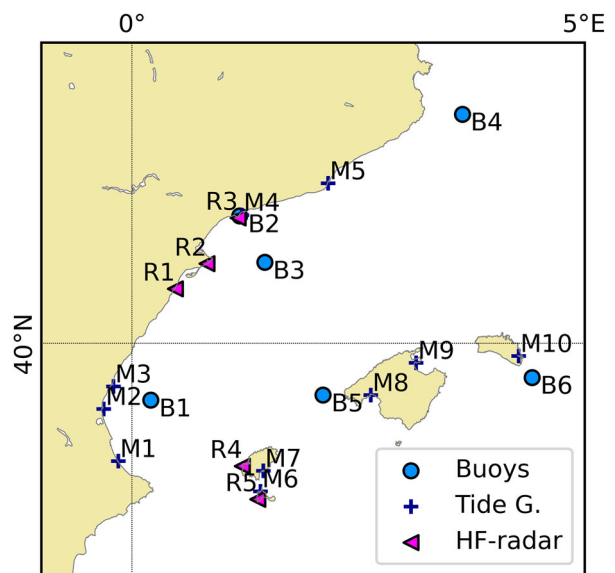 0°
5°E
B4
M5
R3 M4
B2
R2
B3
R1
40°N
M10
M9
M3
M8
B6
M2
B1
B5
M1
R4
M7
R5
M6
Buoys
Tide G.
HF-radar